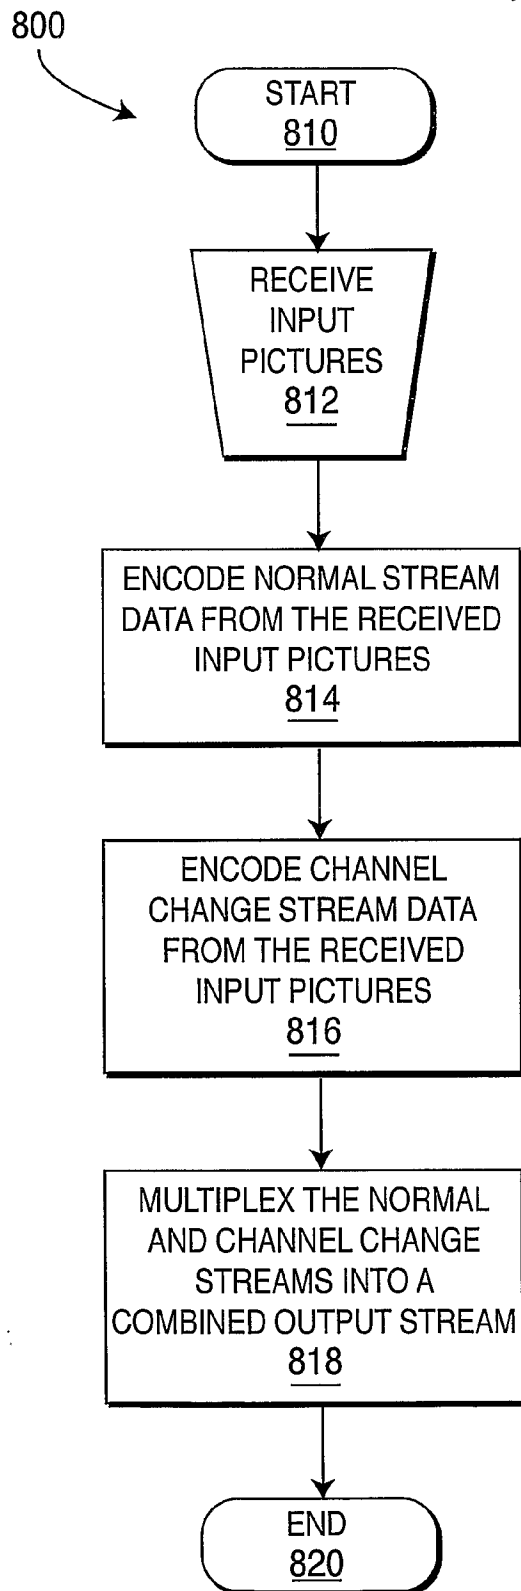 800
START
810
RECEIVE
INPUT
PICTURES
812
ENCODE NORMAL STREAM
DATA FROM THE RECEIVED
INPUT PICTURES
814
ENCODE CHANNEL
CHANGE STREAM DATA
FROM THE RECEIVED
INPUT PICTURES
816
MULTIPLEX THE NORMAL
AND CHANNEL CHANGE
STREAMS INTO A
COMBINED OUTPUT STREAM
818
END
820